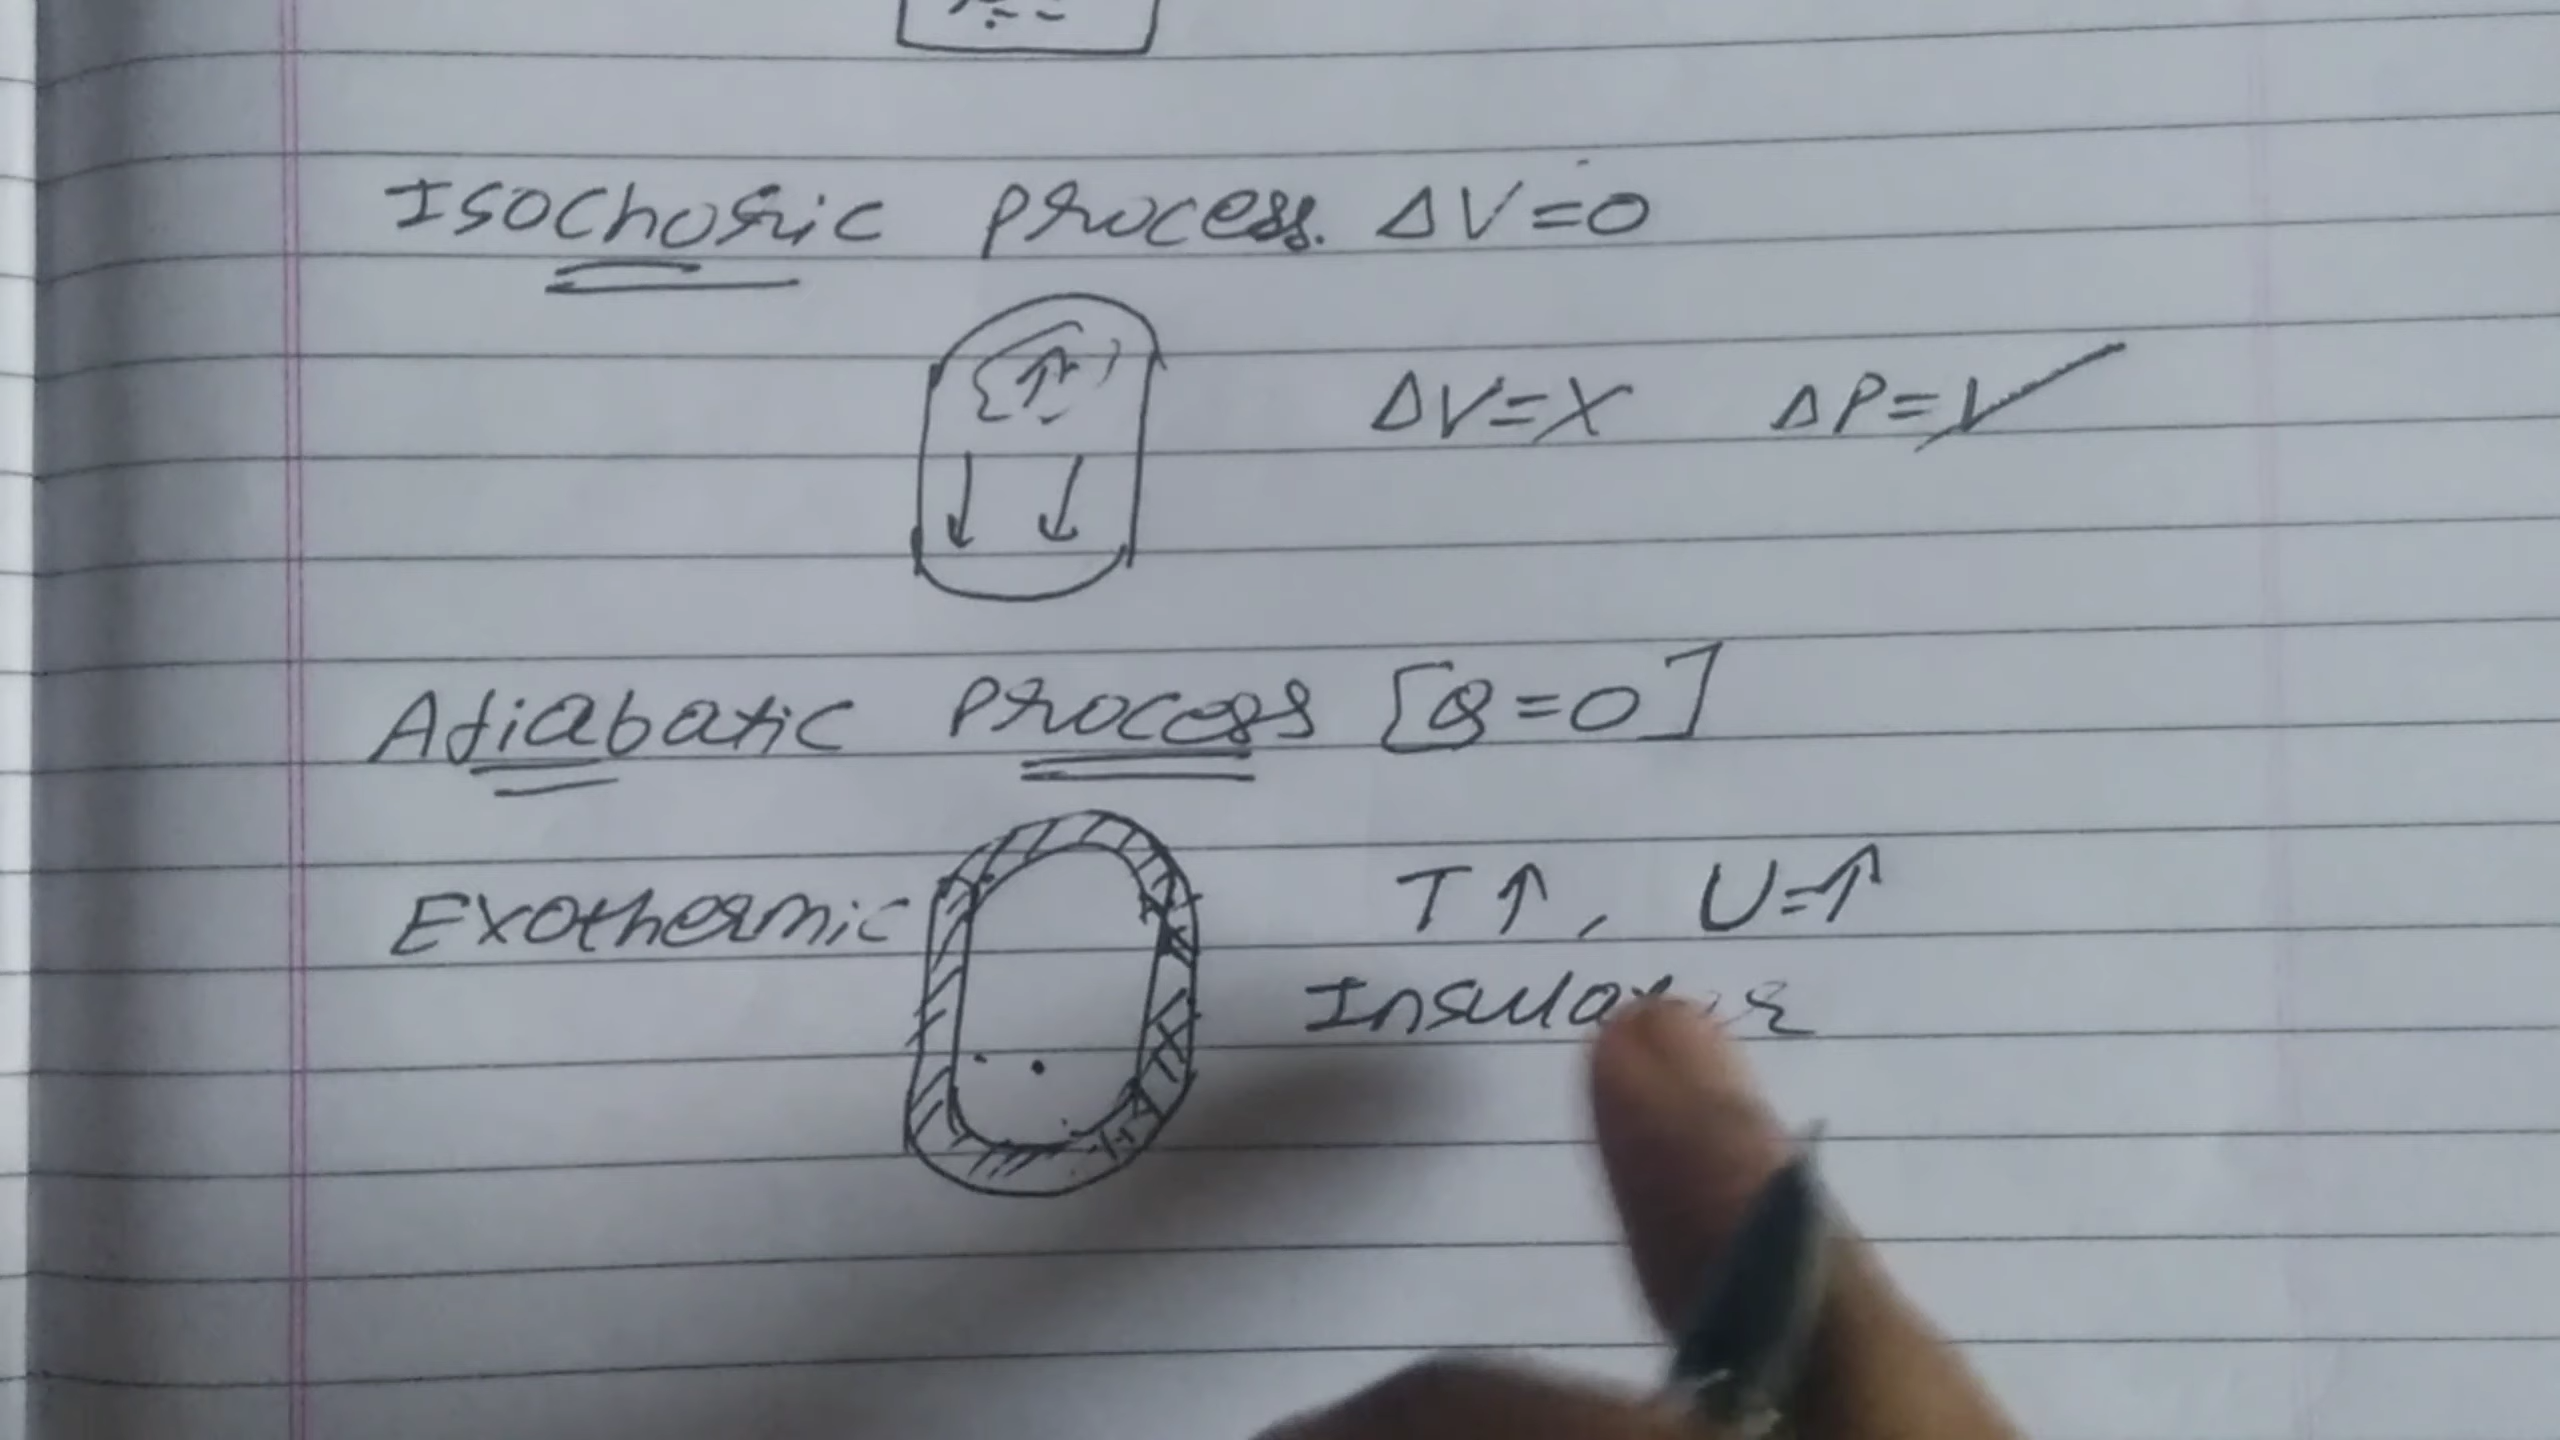 Isochoric process. ΔV=0
ΔV=X ΔP=✓
Adiabatic process [Q=0]
Exothermic T↑, U=↑